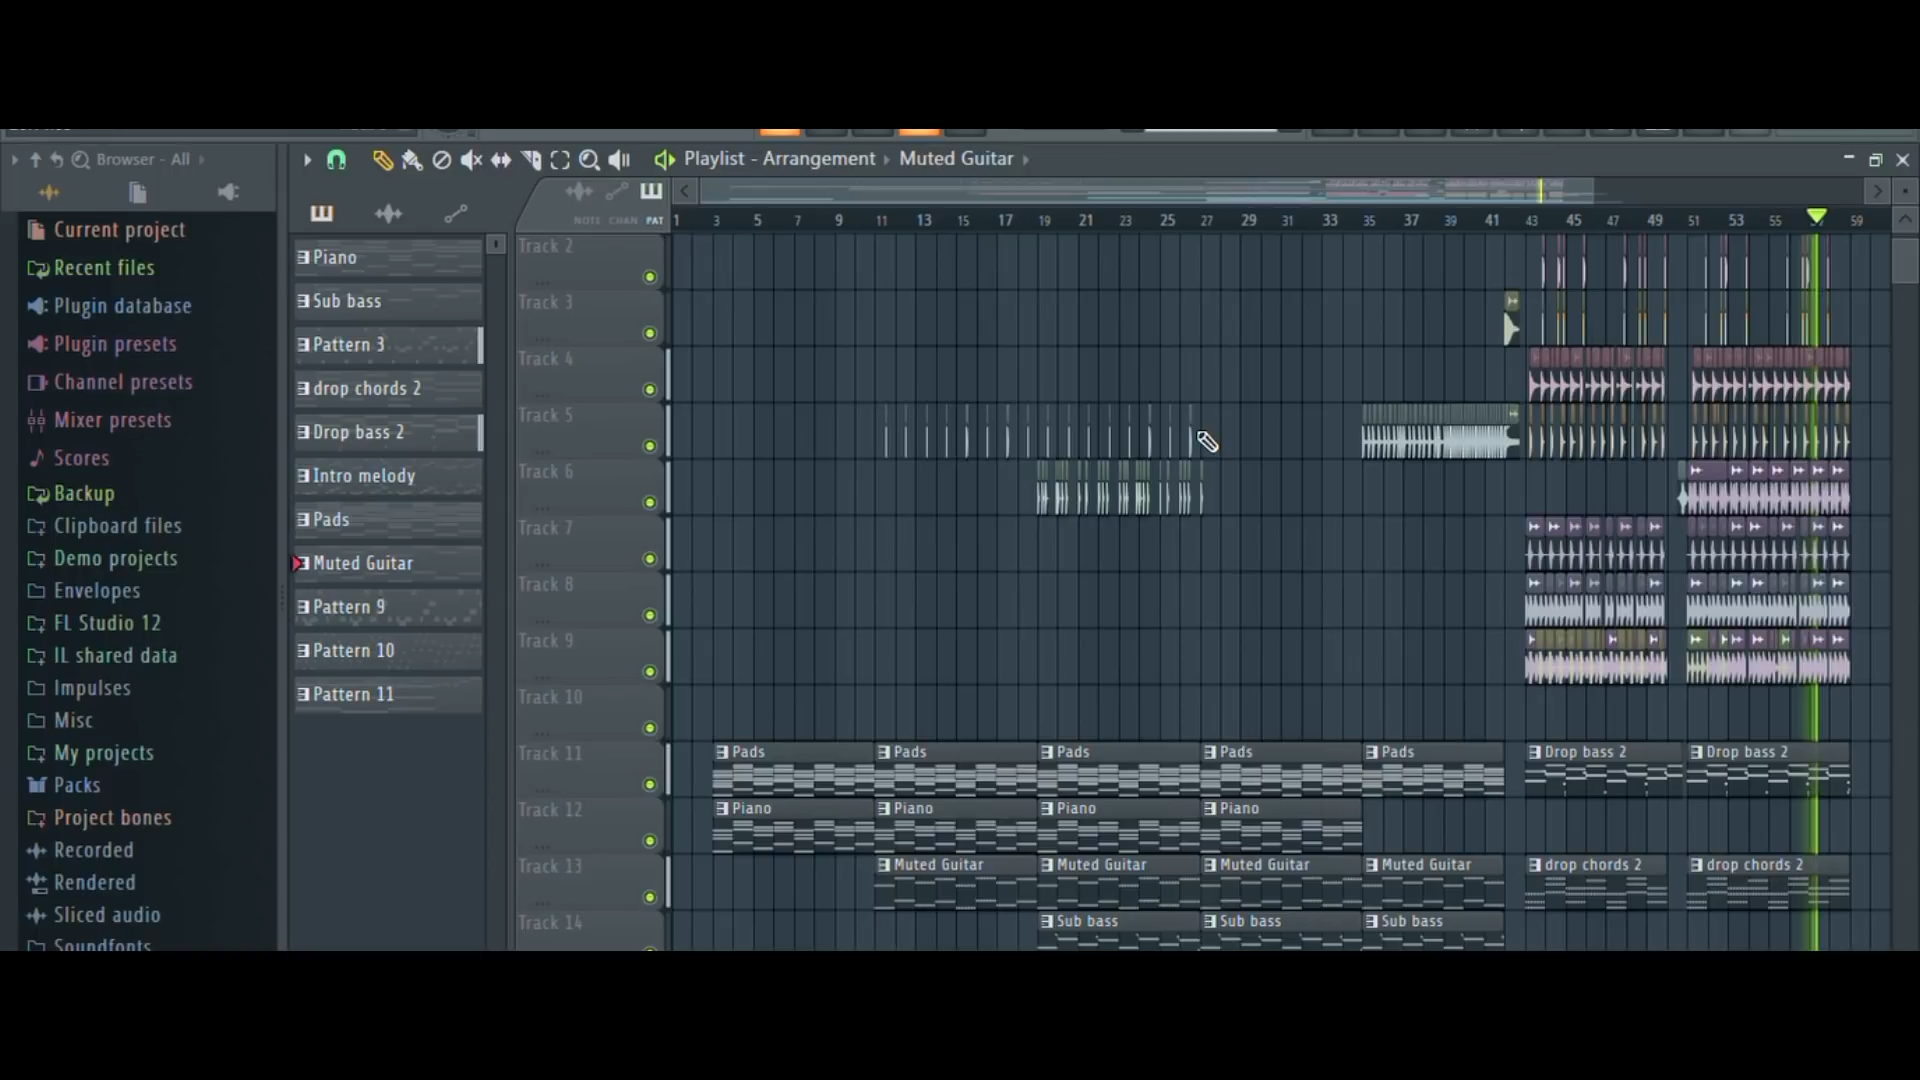 Browser - All
Playlist - Arrangement Muted Guitar
NOTE CHAN PAT
1 3 5 7 9 11 13 15 17 19 21 23 25 27 29 31 33 35 37 39 41 43 45 47 49 51 53 55 57 59
Current project
Recent files
Plugin database
Plugin presets
Channel presets
Mixer presets
Scores
Backup
Clipboard files
Demo projects
Envelopes
FL Studio 12
IL shared data
Impulses
Misc
My projects
Packs
Project bones
Recorded
Rendered
Sliced audio
Soundfonts
Piano
Sub bass
Pattern 3
drop chords 2
Drop bass 2
Intro melody
Pads
Muted Guitar
Pattern 9
Pattern 10
Pattern 11
Track 2
Track 3
Track 4
Track 5
Track 6
Track 7
Track 8
Track 9
Track 10
Track 11
Pads Pads Pads Pads Pads Drop bass 2 Drop bass 2
Track 12
Piano Piano Piano Piano
Track 13
Muted Guitar Muted Guitar Muted Guitar Muted Guitar drop chords 2 drop chords 2
Track 14
Sub bass Sub bass Sub bass